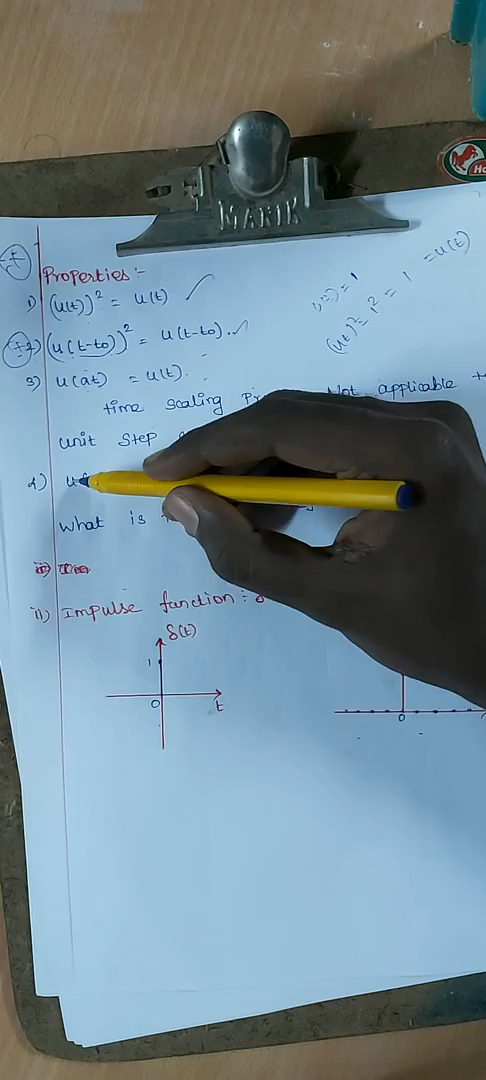 MARIK
Properties :-
1) (u(t))² = u(t) ✓
u(t) = 1
(u(t))² = 1² = 1 = u(t)
2) (u(t-to))² = u(t-to). ✓
3) u(at) = u(t).
time scaling Not applicable
unit step
4)
What is
ii) Impulse function :-
δ(t)
1
0
t
0